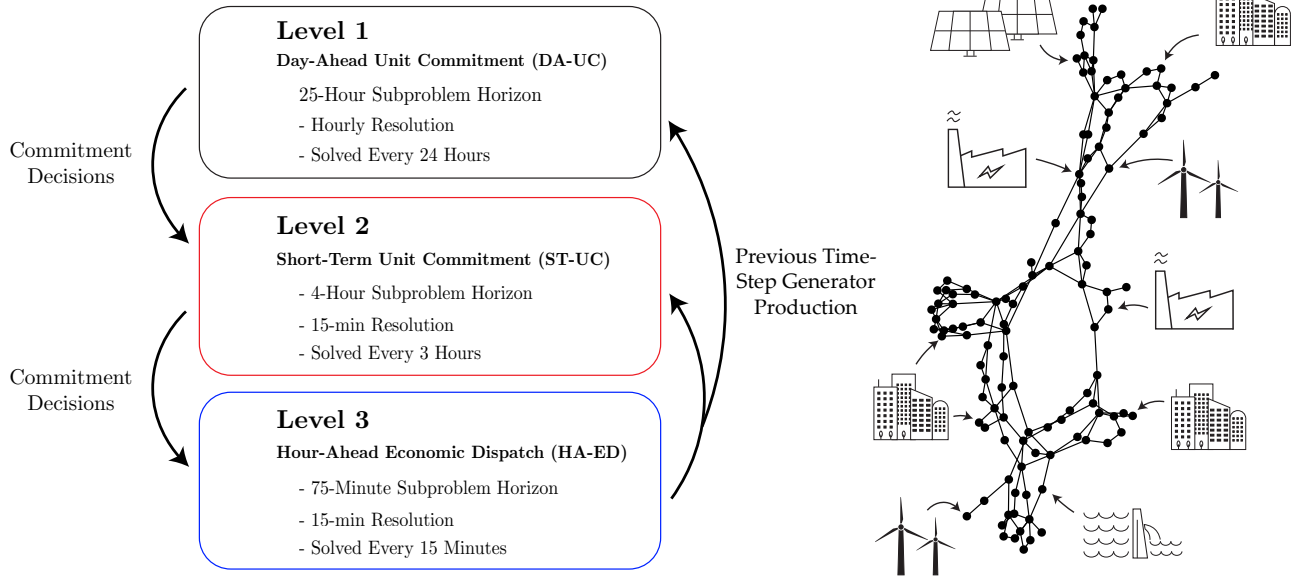 Level 1
Day-Ahead Unit Commitment (DA-UC)
25-Hour Subproblem Horizon
- Hourly Resolution
- Solved Every 24 Hours
Commitment
Decisions
Level 2
Short-Term Unit Commitment (ST-UC)
- 4-Hour Subproblem Horizon
- 15-min Resolution
- Solved Every 3 Hours
Commitment
Decisions
Level 3
Hour-Ahead Economic Dispatch (HA-ED)
- 75-Minute Subproblem Horizon
- 15-min Resolution
- Solved Every 15 Minutes
Previous Time-
Step Generator
Production